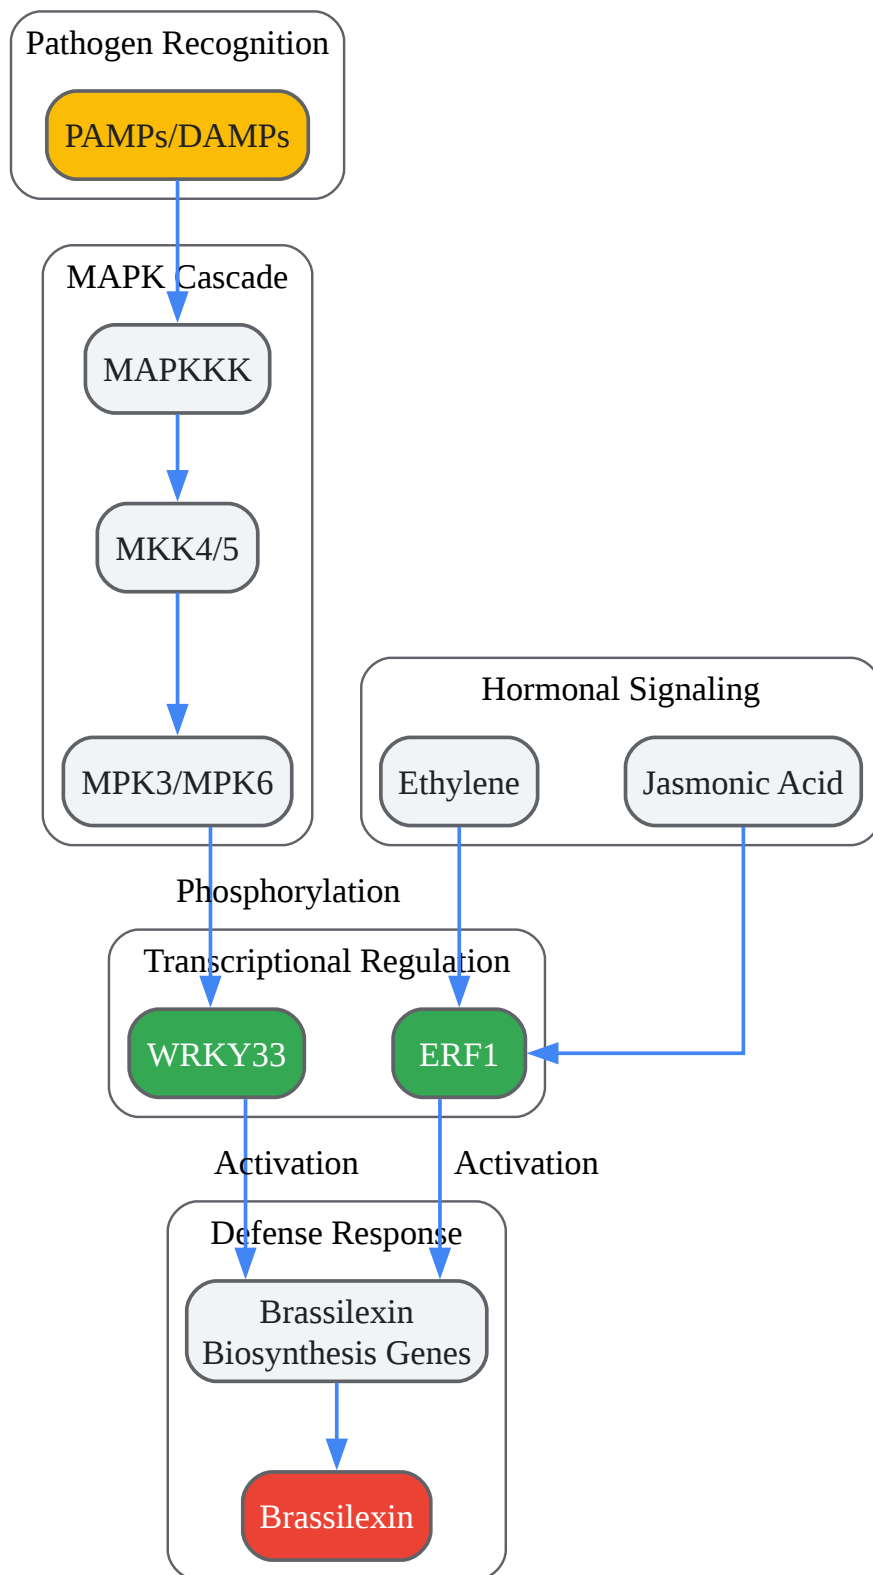 Pathogen Recognition
PAMPs/DAMPs
MAPK Cascade
MAPKKK
MKK4/5
MPK3/MPK6
Hormonal Signaling
Ethylene
Jasmonic Acid
Phosphorylation
Transcriptional Regulation
WRKY33
ERF1
Activation
Activation
Defense Response
Brassilexin
Biosynthesis Genes
Brassilexin